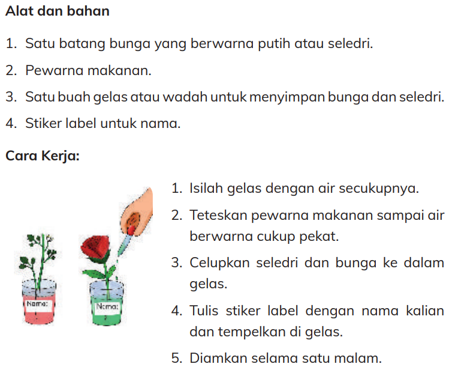 Alat dan bahan
1. Satu batang bunga yang berwarna putih atau seledri.
2. Pewarna makanan.
3. Satu buah gelas atau wadah untuk menyimpan bunga dan seledri.
4. Stiker label untuk nama.
Cara Kerja:
1. Isilah gelas dengan air secukupnya.
2. Teteskan pewarna makanan sampai air
berwarna cukup pekat.
3. Celupkan seledri dan bunga ke dalam
gelas.
4. Tulis stiker label dengan nama kalian
dan tempelkan di gelas.
5. Diamkan selama satu malam.
Nama:
Nama: